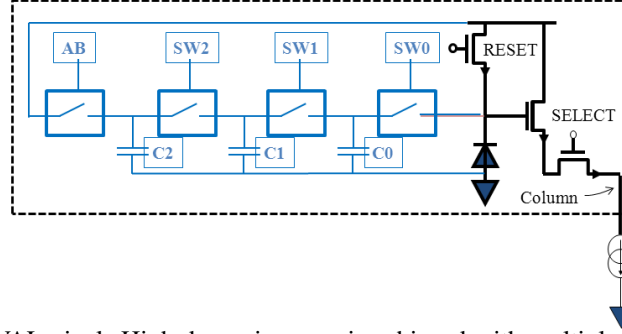 AB SW2 SW1 SW0
RESET
SELECT
C2 C1 C0
Column